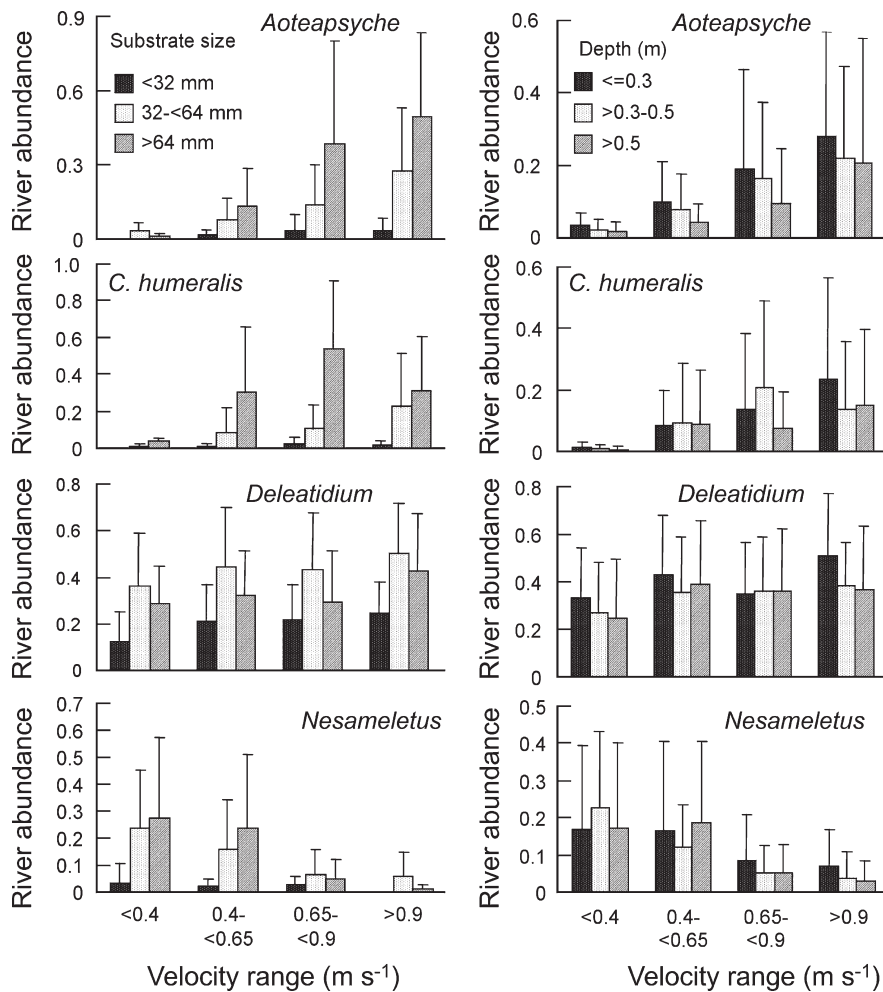 Aoteapsyche
Substrate size
<32 mm
32-<64 mm
>64 mm
River abundance
0.9
0.6
0.3
0
Aoteapsyche
Depth (m)
<=0.3
>0.3-0.5
>0.5
River abundance
0.6
0.4
0.2
0
C. humeralis
River abundance
1.0
0.8
0.6
0.4
0.2
0
C. humeralis
River abundance
0.6
0.4
0.2
0
Deleatidium
River abundance
0.8
0.6
0.4
0.2
0
Deleatidium
River abundance
0.8
0.6
0.4
0.2
0
Nesameletus
River abundance
0.7
0.6
0.5
0.4
0.3
0.2
0.1
0
<0.4
0.4-
<0.65
0.65-
<0.9
>0.9
Velocity range (m s-1)
Nesameletus
River abundance
0.5
0.4
0.3
0.2
0.1
0
<0.4
0.4-
<0.65
0.65-
<0.9
>0.9
Velocity range (m s-1)